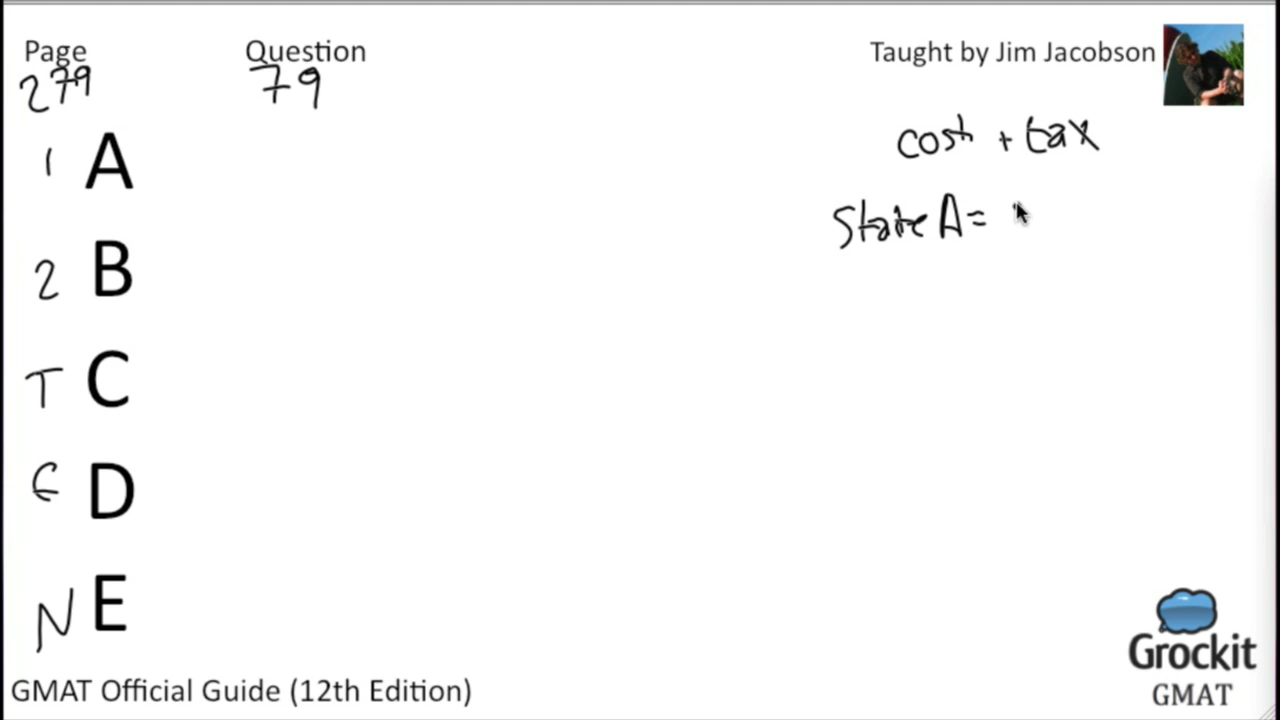 Page Question Taught by Jim Jacobson
279 79
cost + tax
1 A
State A =
2 B
T C
E D
N E
Grockit
GMAT
GMAT Official Guide (12th Edition)